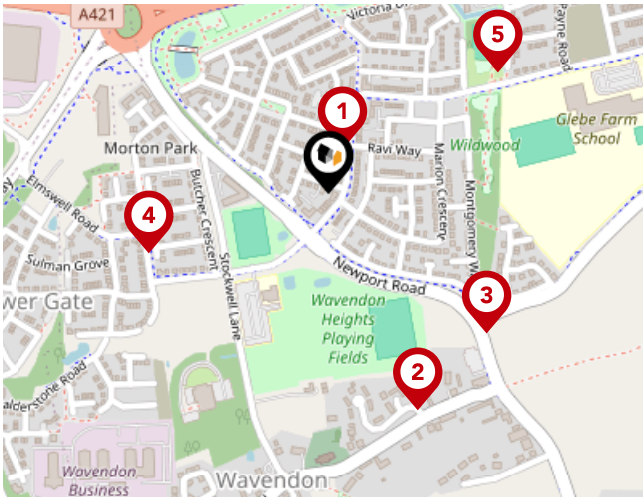 A421
Victoria D
5
Payne Road
1
Glebe Farm
School
Morton Park
Ravi Way
Wildwood
Marion Crescent
Montgomery W
Butcher Crescent
Elmswell Road
4
Sulman Grove
Stockwell Lane
Newport Road
3
wer Gate
Wavendon
Heights
Playing
Fields
2
alderstone Road
Wavendon
Business
Wavendon